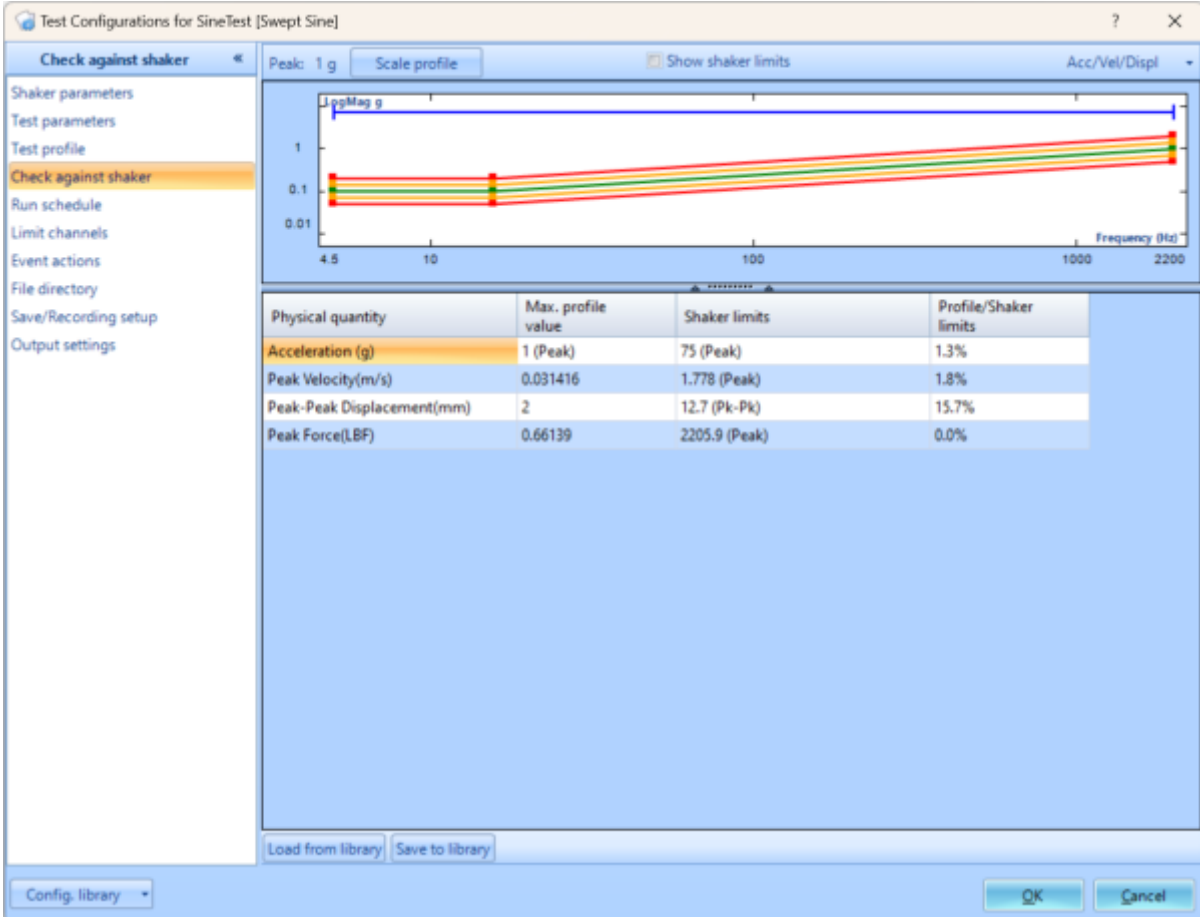 Test Configurations for SineTest [Swept Sine]
? ✕
Check against shaker «
Peak: 1 g Scale profile Show shaker limits Acc/Vel/Displ
Shaker parameters
Test parameters
Test profile
Check against shaker
Run schedule
Limit channels
Event actions
File directory
Save/Recording setup
Output settings
LogMag g
1
0.1
0.01
Frequency (Hz)
4.5 10 100 1000 2200
Physical quantity Max. profile value Shaker limits Profile/Shaker limits
Acceleration (g) 1 (Peak) 75 (Peak) 1.3%
Peak Velocity(m/s) 0.031416 1.778 (Peak) 1.8%
Peak-Peak Displacement(mm) 2 12.7 (Pk-Pk) 15.7%
Peak Force(LBF) 0.66139 2205.9 (Peak) 0.0%
Load from library Save to library
Config. library OK Cancel